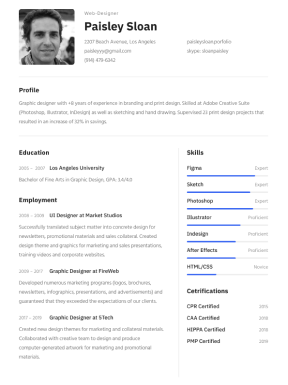 Web-Designer
Paisley Sloan
1207 Beach Avenue, Los Angeles
paisleysloanporfolio
paisleyyy@gmail.com
skype: sloanpaisley
(914) 479-6342
Profile
Graphic designer with +8 years of experience in branding and print design. Skilled at Adobe Creative Suite
(Photoshop, Illustrator, InDesign) as well as sketching and hand drawing. Supervised 23 print design projects that
resulted in an increase of 32% in savings.
Education
2005 - 2007 Los Angeles University
Bachelor of Fine Arts in Graphic Design, GPA: 3.4/4.0
Employment
2008 - 2009 UI Designer at Market Studios
Successfully translated subject matter into concrete design for
newsletters, promotional materials and sales collateral. Created
design theme and graphics for marketing and sales presentations,
training videos and corporate websites.
2009 - 2017 Graphic Designer at FireWeb
Developed numerous marketing programs (logos, brochures,
newsletters, infographics, presentations, and advertisements) and
guaranteed that they exceeded the expectations of our clients.
2017 - 2019 Graphic Designer at STech
Created new design themes for marketing and collateral materials.
Collaborated with creative team to design and produce
computer-generated artwork for marketing and promotional
materials.
Skills
Figma Expert
Sketch Expert
Photoshop Expert
Illustrator Proficient
Indesign Proficient
After Effects Proficient
HTML/CSS Novice
Cetrifications
CPR Certified 2015
CAA Certified 2016
HIPPA Certified 2018
PMP Certified 2019